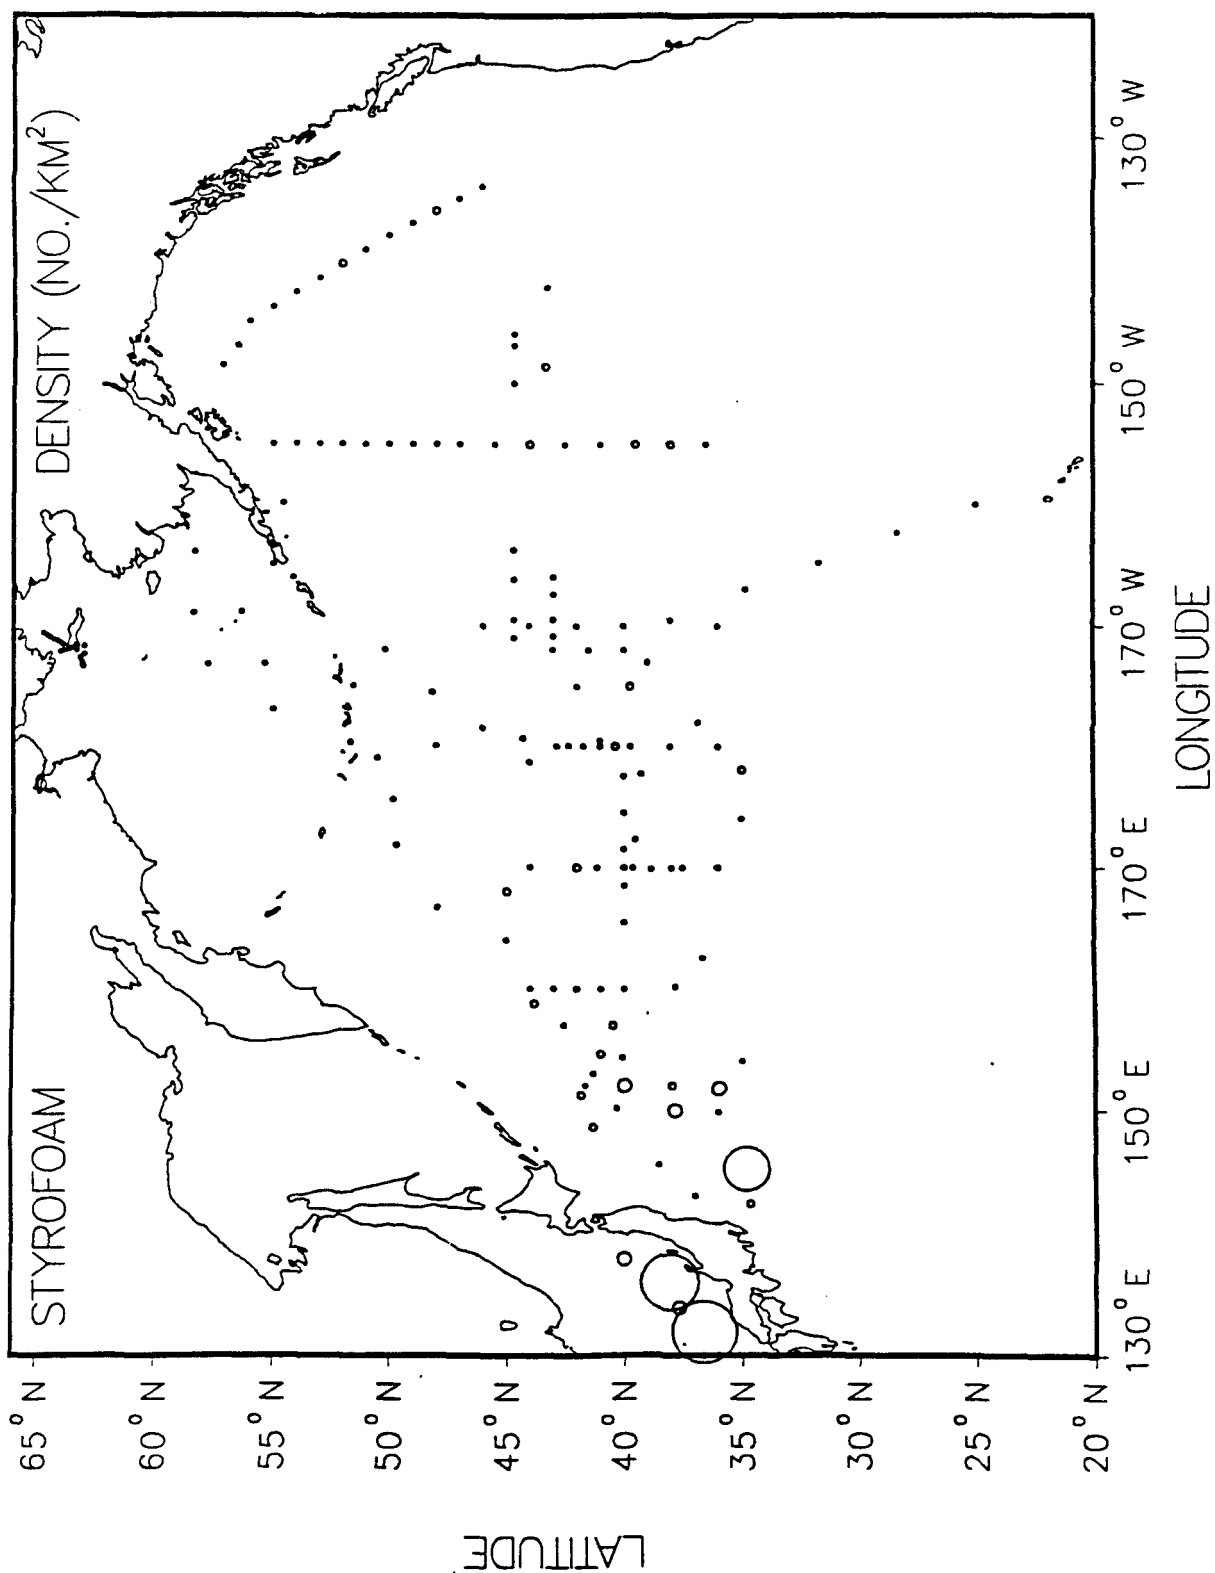 STYROFOAM
DENSITY (NO./KM²)
65° N
60° N
55° N
50° N
45° N
40° N
35° N
30° N
25° N
20° N
LATITUDE
130° E
150° E
170° E
170° W
150° W
130° W
LONGITUDE